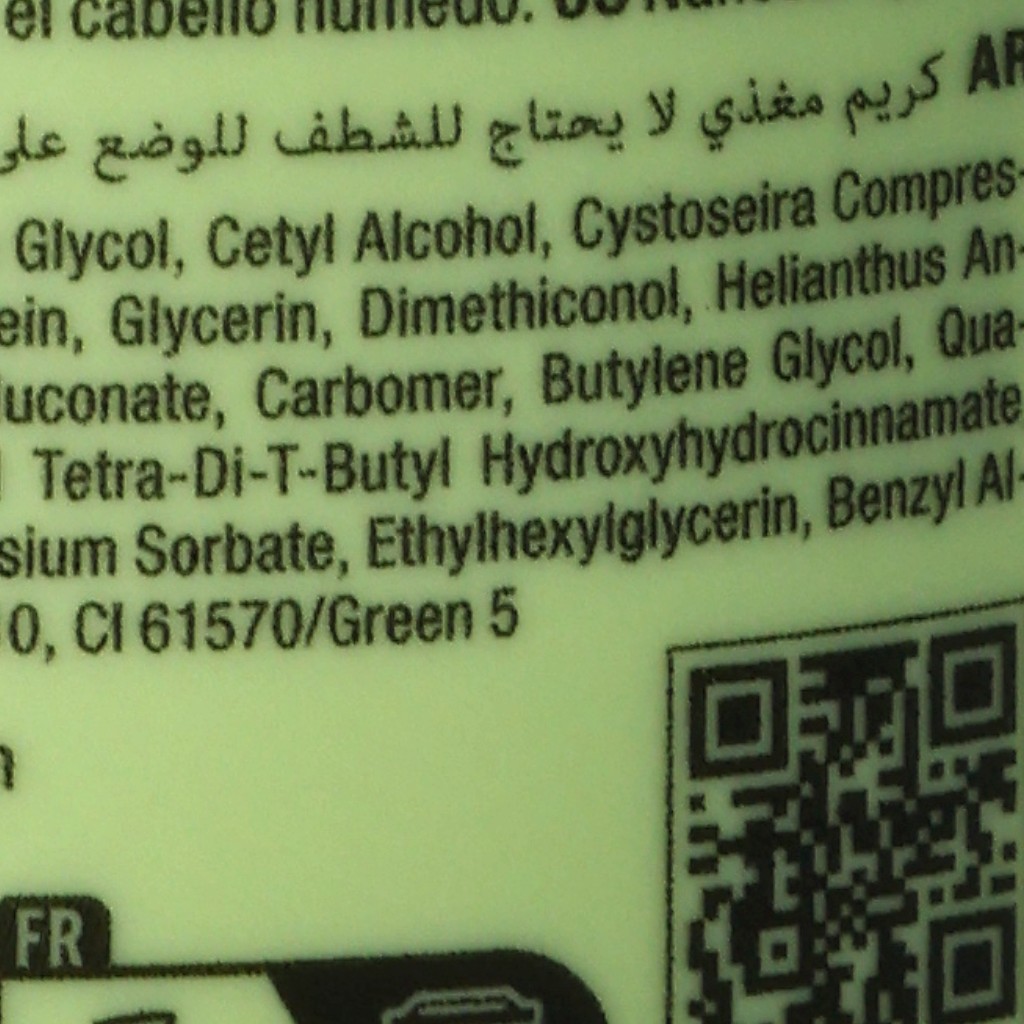 el cabello húmedo.
AR كريم مغذي لا يحتاج للشطف للوضع على
Glycol, Cetyl Alcohol, Cystoseira Compres-
ein, Glycerin, Dimethiconol, Helianthus An-
luconate, Carbomer, Butylene Glycol, Qua-
Tetra-Di-T-Butyl Hydroxyhydrocinnamate
sium Sorbate, Ethylhexylglycerin, Benzyl Al-
0, CI 61570/Green 5
FR